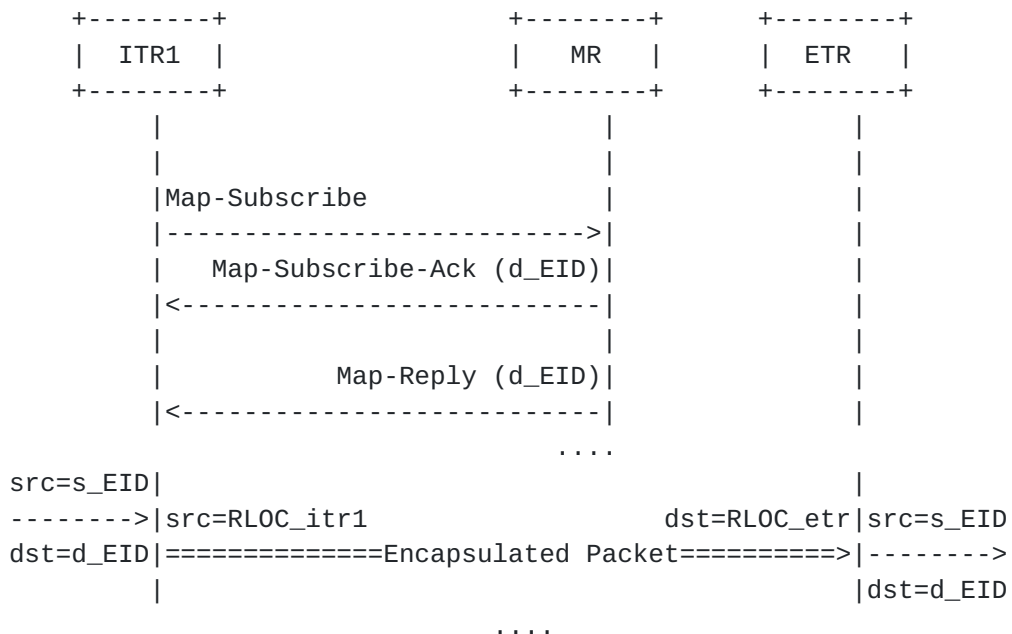 +--------+                  +--------+      +--------+
|  ITR1  |                  |   MR   |      |  ETR   |
+--------+                  +--------+      +--------+
     |                            |               |
     |                            |               |
     |Map-Subscribe               |               |
     |--------------------------->|               |
     |   Map-Subscribe-Ack (d_EID)|               |
     |<---------------------------|               |
     |                            |               |
     |           Map-Reply (d_EID)|               |
     |<---------------------------|               |
                               ....
src=s_EID|                                            |
-------->|src=RLOC_itr1                   dst=RLOC_etr|src=s_EID
dst=d_EID|==============Encapsulated Packet==========>|-------->
         |                                            |dst=d_EID
                               ....